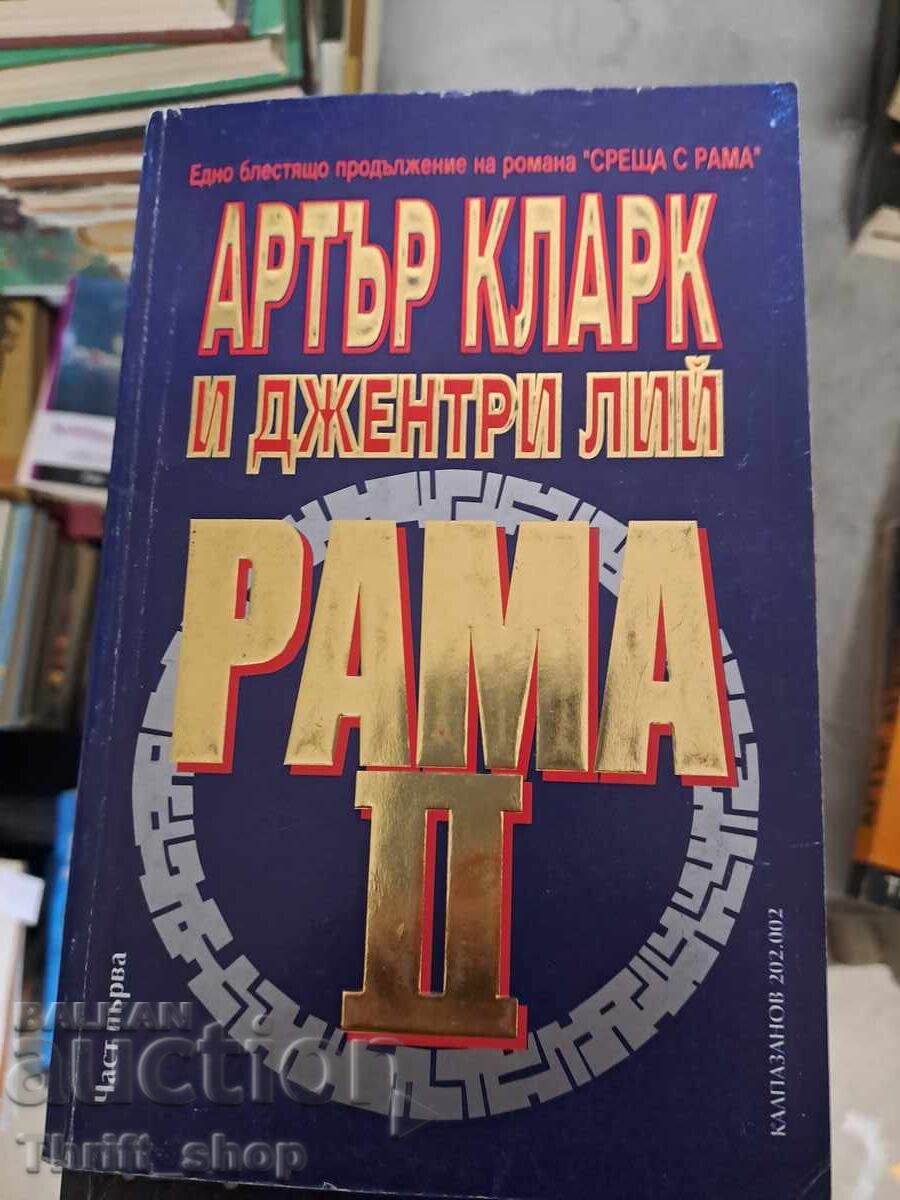 Едно блестящо продължение на романа "СРЕЩА С РАМА"
АРТЪР КЛАРК
И ДЖЕНТРИ ЛИЙ
РАМА
II
Част първа
КАЛПАЗАНОВ 202.002
BALKAN
auction
Thrift_shop